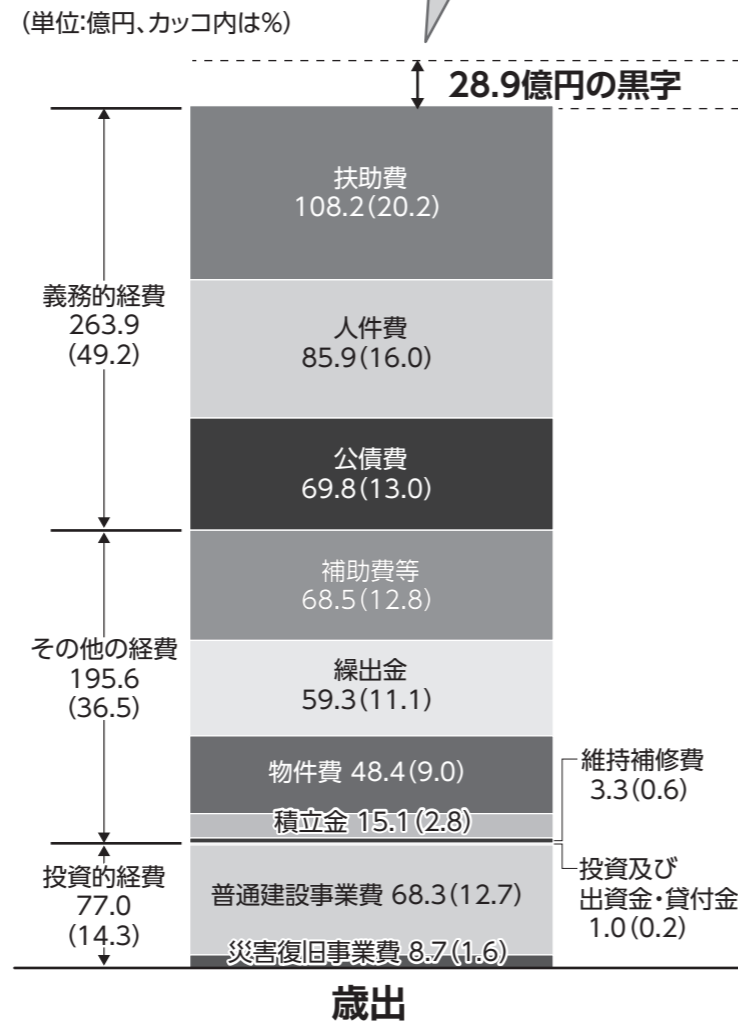 (単位:億円、カッコ内は%)
28.9億円の黒字
扶助費
108.2(20.2)
義務的経費
263.9
(49.2)
人件費
85.9(16.0)
公債費
69.8(13.0)
補助費等
68.5(12.8)
その他の経費
195.6
(36.5)
繰出金
59.3(11.1)
物件費 48.4(9.0)
積立金 15.1(2.8)
維持補修費
3.3(0.6)
投資及び
出資金・貸付金
1.0(0.2)
投資的経費
77.0
(14.3)
普通建設事業費 68.3(12.7)
災害復旧事業費 8.7(1.6)
歳出